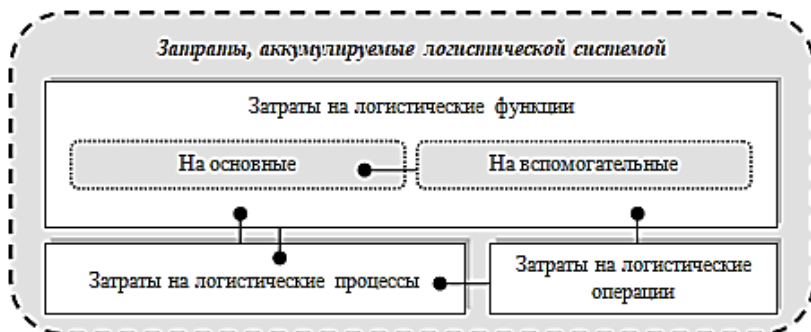 Затраты, аккумулируемые логистической системой
Затраты на логистические функции
На основные
На вспомогательные
Затраты на логистические процессы
Затраты на логистические
операции